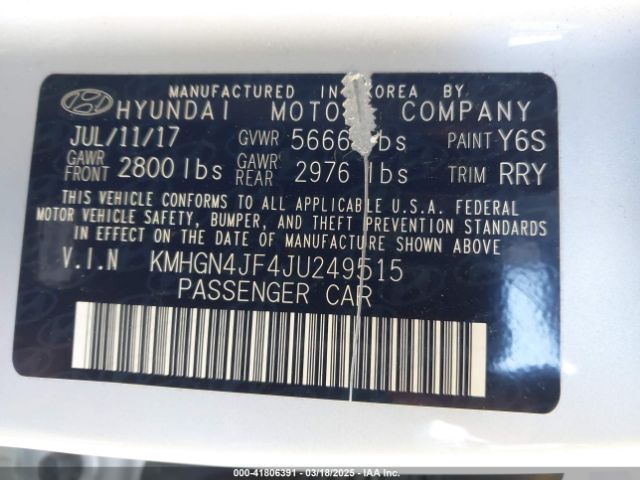 MANUFACTURED IN KOREA BY
HYUNDAI MOTOR COMPANY
JUL/11/17 GVWR 5666 lbs PAINT Y6S
GAWR FRONT 2800 lbs GAWR REAR 2976 lbs TRIM RRY
THIS VEHICLE CONFORMS TO ALL APPLICABLE U.S.A. FEDERAL
MOTOR VEHICLE SAFETY, BUMPER, AND THEFT PREVENTION STANDARDS
IN EFFECT ON THE DATE OF MANUFACTURE SHOWN ABOVE.
V.I.N KMHGN4JF4JU249515
PASSENGER CAR
000-41806391 - 03/18/2025 - IAA Inc.